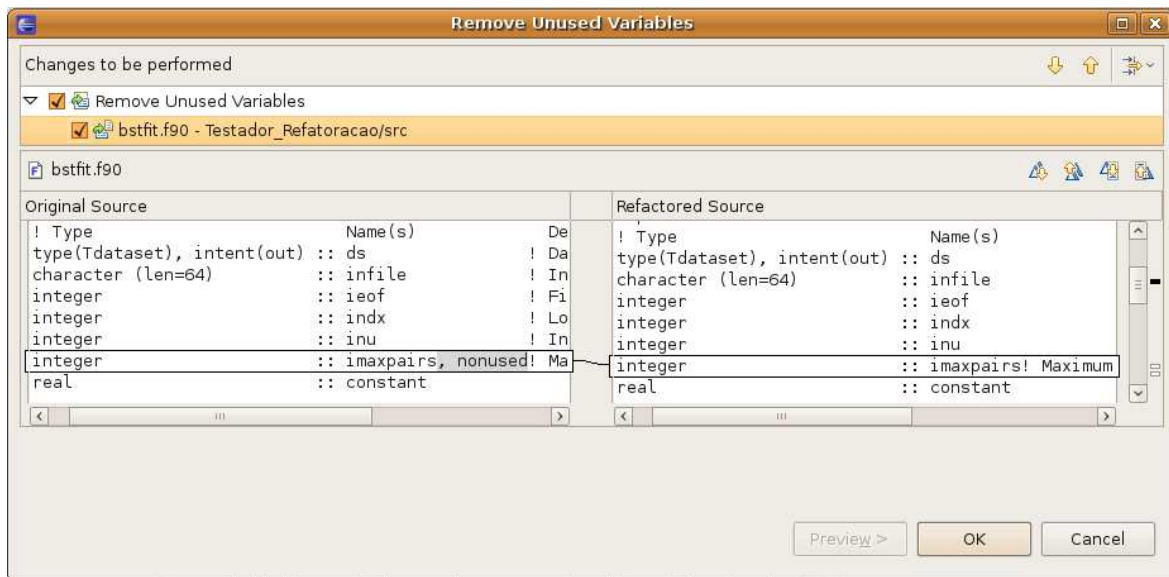 Remove Unused Variables
Changes to be performed
Remove Unused Variables
bstfit.f90 - Testador_Refatoracao/src
bstfit.f90
Original Source
! Type Name(s) De
type(Tdataset), intent(out) :: ds ! Da
character (len=64) :: infile ! In
integer :: ieof ! Fi
integer :: indx ! Lo
integer :: inu ! In
integer :: imaxpairs, nonused! Ma
real :: constant
Refactored Source
! Type Name(s)
type(Tdataset), intent(out) :: ds
character (len=64) :: infile
integer :: ieof
integer :: indx
integer :: inu
integer :: imaxpairs! Maximum
real :: constant
Preview >
OK
Cancel